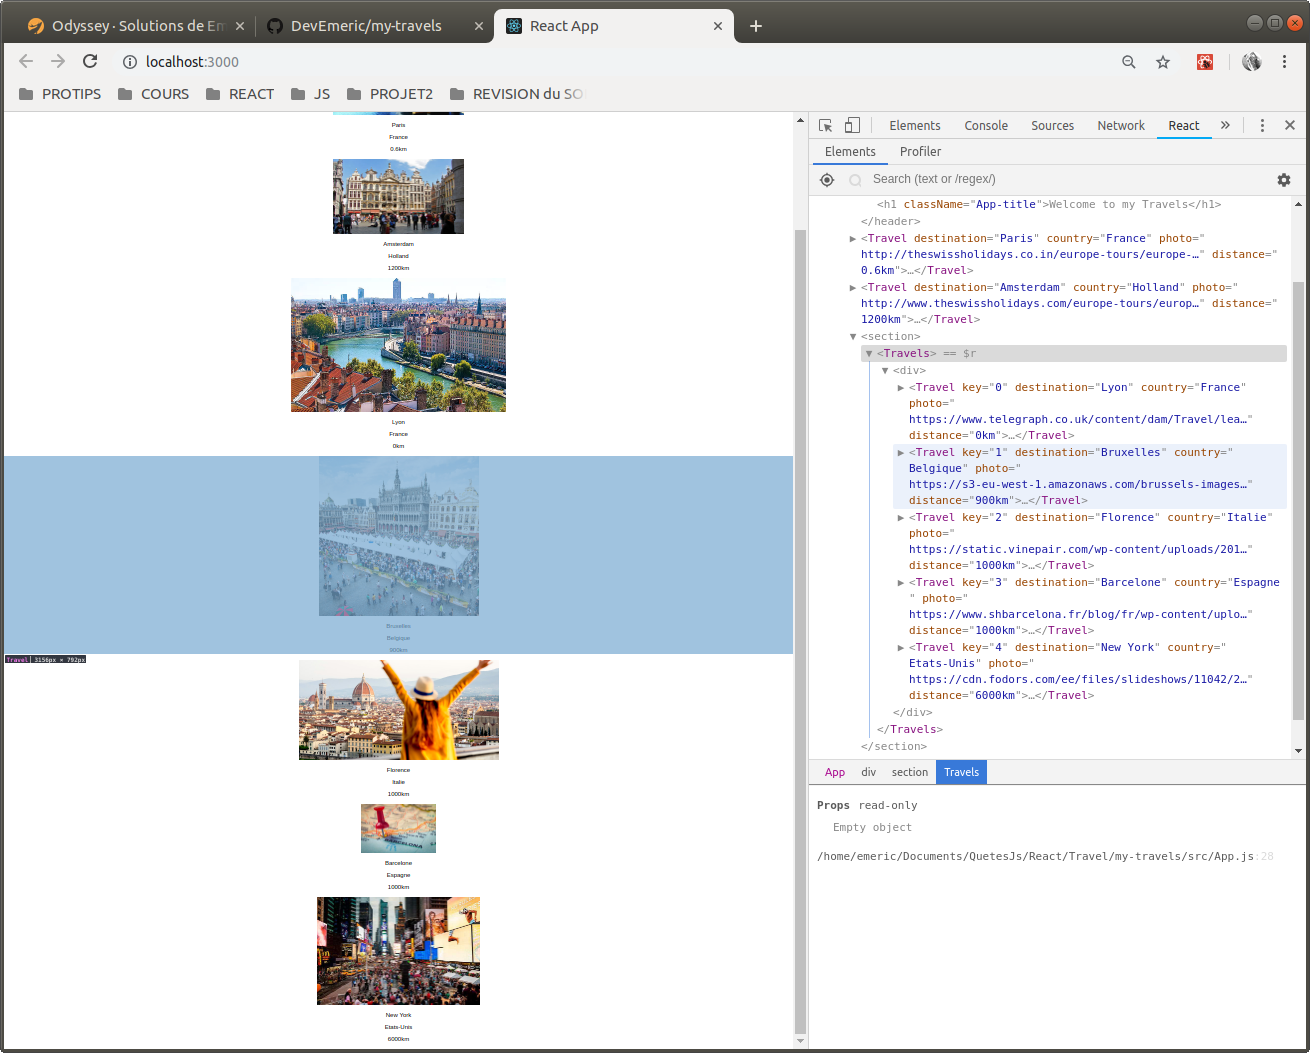 Odyssey · Solutions de Em
DevEmeric/my-travels
React App
localhost:3000
PROTIPS
COURS
REACT
JS
PROJET2
REVISION du SO
Paris
France
0.6km
Amsterdam
Holland
1200km
Lyon
France
0km
Bruxelles
Belgique
900km
Travel | 3156px × 792px
Florence
Italie
1000km
BARCELONA
Barcelone
Espagne
1000km
New York
Etats-Unis
6000km
Elements
Console
Sources
Network
React
Elements
Profiler
Search (text or /regex/)
<h1 className="App-title">Welcome to my Travels</h1>
</header>
<Travel destination="Paris" country="France" photo="
http://theswissholidays.co.in/europe-tours/europe-…" distance="
0.6km">…</Travel>
<Travel destination="Amsterdam" country="Holland" photo="
http://www.theswissholidays.com/europe-tours/europ…" distance="
1200km">…</Travel>
<section>
<Travels> == $r
<div>
<Travel key="0" destination="Lyon" country="France"
photo="
https://www.telegraph.co.uk/content/dam/Travel/lea…"
distance="0km">…</Travel>
<Travel key="1" destination="Bruxelles" country="
Belgique" photo="
https://s3-eu-west-1.amazonaws.com/brussels-images…"
distance="900km">…</Travel>
<Travel key="2" destination="Florence" country="Italie"
photo="
https://static.vinepair.com/wp-content/uploads/201…"
distance="1000km">…</Travel>
<Travel key="3" destination="Barcelone" country="Espagne
" photo="
https://www.shbarcelona.fr/blog/fr/wp-content/uplo…"
distance="1000km">…</Travel>
<Travel key="4" destination="New York" country="
Etats-Unis" photo="
https://cdn.fodors.com/ee/files/slideshows/11042/2…"
distance="6000km">…</Travel>
</div>
</Travels>
</section>
App
div
section
Travels
Props read-only
Empty object
/home/emeric/Documents/QuetesJs/React/Travel/my-travels/src/App.js:28